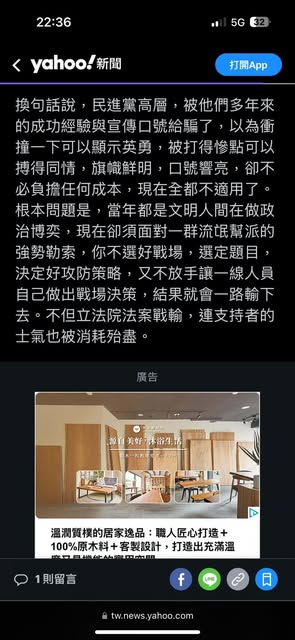 22:36
5G
32
yahoo!新聞
打開App
換句話說，民進黨高層，被他們多年來
的成功經驗與宣傳口號給騙了，以為衝
撞一下可以顯示英勇，被打得慘點可以
搏得同情，旗幟鮮明，口號響亮，卻不
必負擔任何成本，現在全都不適用了。
根本問題是，當年都是文明人間在做政
治博奕，現在卻須面對一群流氓幫派的
強勢勒索，你不選好戰場，選定題目，
決定好攻防策略，又不放手讓一線人員
自己做出戰場決策，結果就會一路輸下
去。不但立法院法案戰輸，連支持者的
士氣也被消耗殆盡。
廣告
源自美好·沐浴生活
溫潤質樸的居家逸品：職人匠心打造＋
100%原木料＋客製設計，打造出充滿溫
1則留言
tw.news.yahoo.com